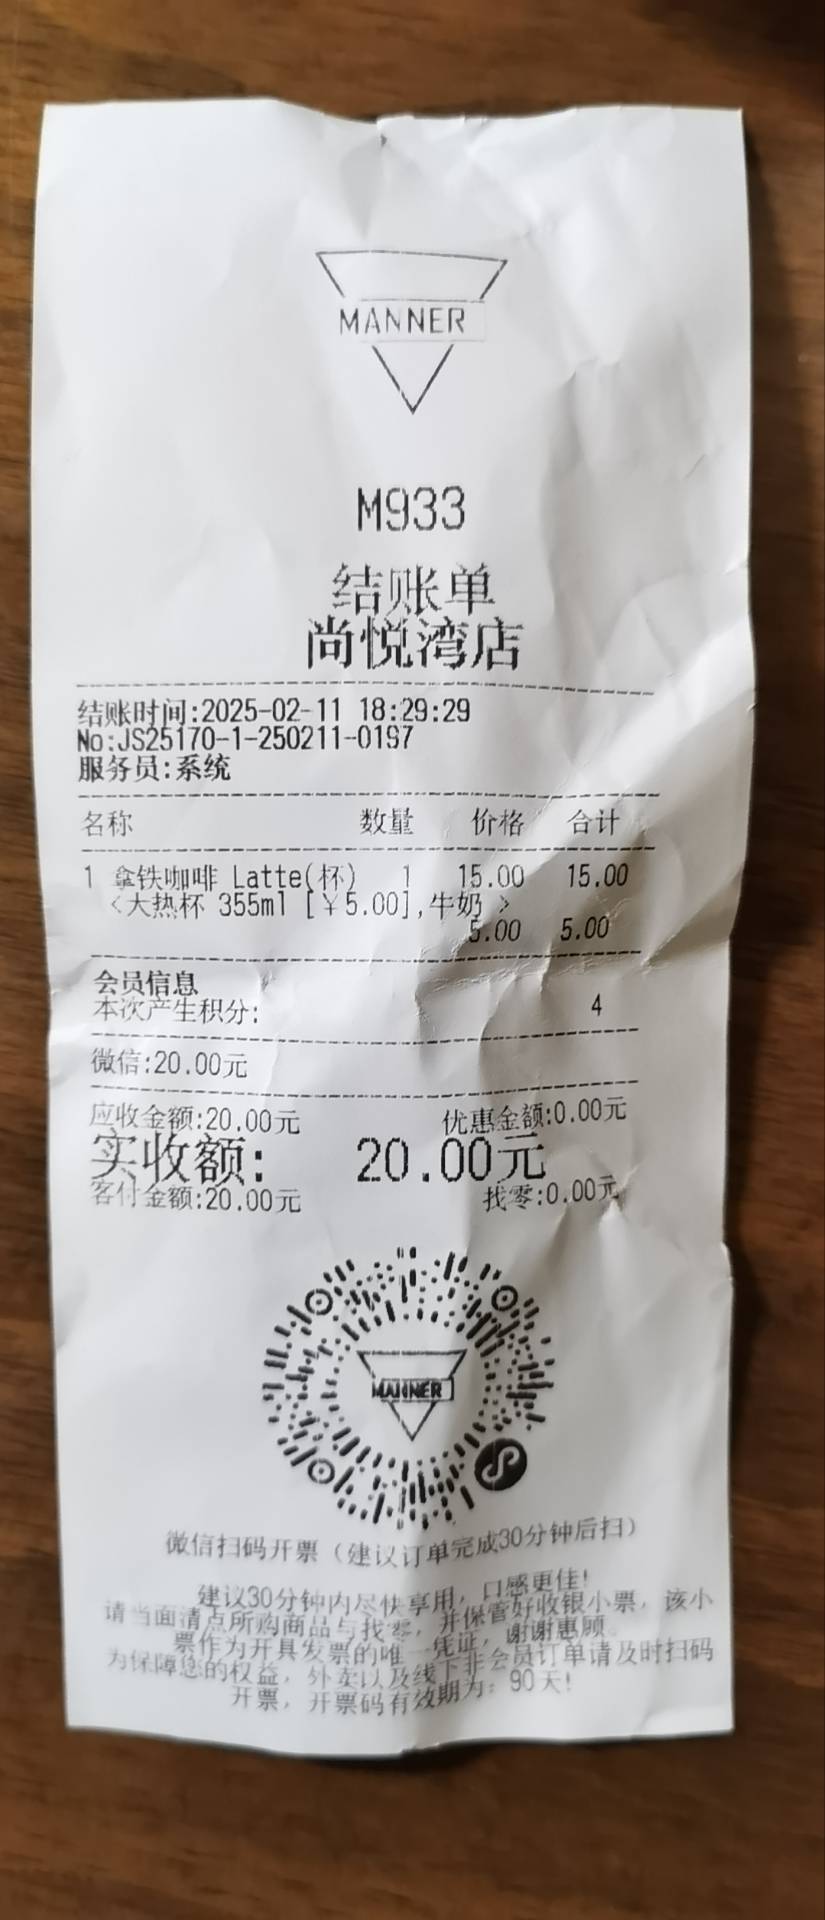 MANNER
M933
结账单
尚悦湾店
结账时间:2025-02-11 18:29:29
No:JS25170-1-250211-0197
服务员:系统
名称 数量 价格 合计
1 拿铁咖啡 Latte(杯) 1 15.00 15.00
<大热杯 355ml [￥5.00],牛奶 >
5.00 5.00
会员信息
本次产生积分: 4
微信:20.00元
应收金额:20.00元 优惠金额:0.00元
实收额: 20.00元
客付金额:20.00元 找零:0.00元
MANNER
微信扫码开票（建议订单完成30分钟后扫）
建议30分钟内尽快享用，口感更佳！
请当面清点所购商品与找零，并保管好收银小票，该小
票作为开具发票的唯一凭证，谢谢惠顾。
为保障您的权益，外卖以及线下非会员订单请及时扫码
开票，开票码有效期为：90天！